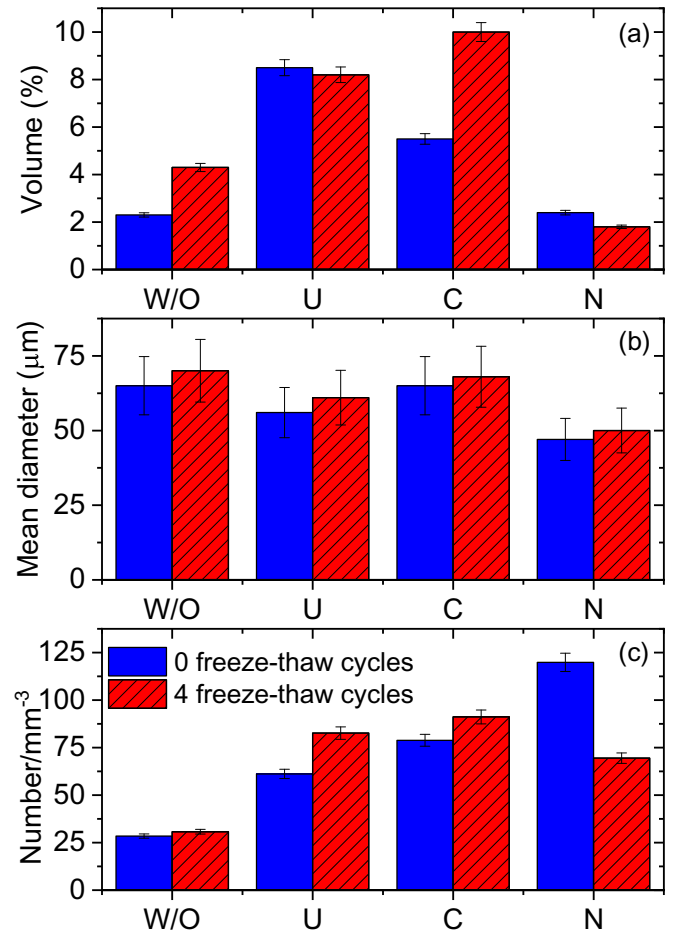 (a)
Volume (%)
10
8
6
4
2
0
W/O U C N
(b)
Mean diameter (μm)
75
50
25
0
W/O U C N
(c)
Number/mm⁻³
0 freeze-thaw cycles
4 freeze-thaw cycles
125
100
75
50
25
0
W/O U C N